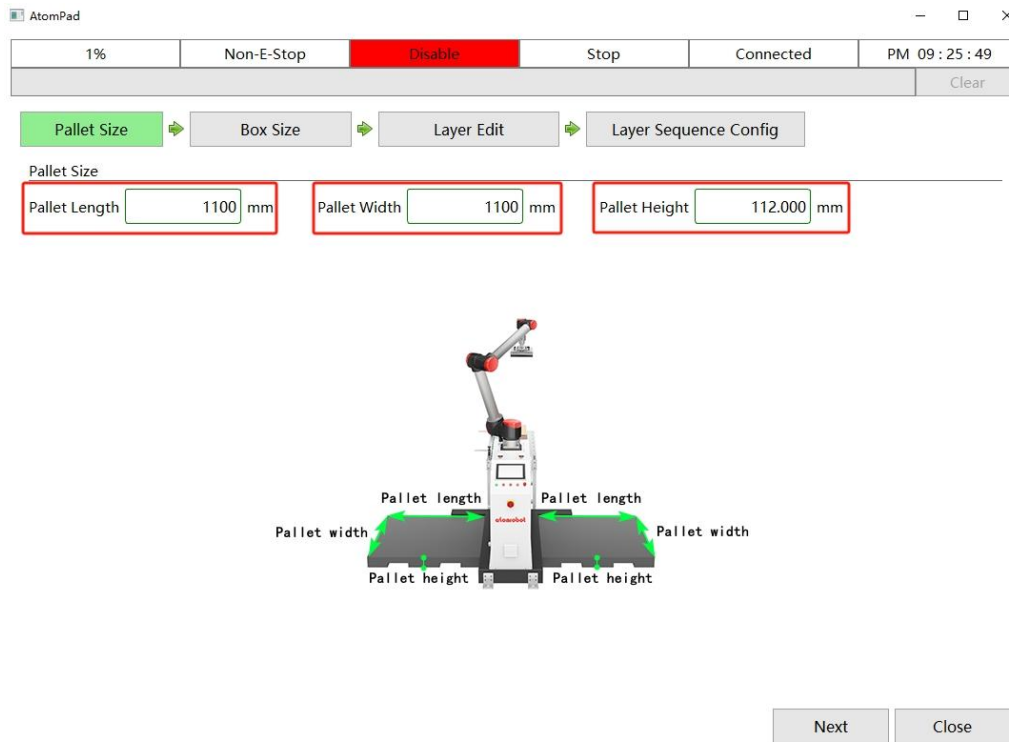 AtomPad
1% Non-E-Stop Disable Stop Connected PM 09 : 25 : 49
Clear
Pallet Size Box Size Layer Edit Layer Sequence Config
Pallet Size
Pallet Length 1100 mm Pallet Width 1100 mm Pallet Height 112.000 mm
Pallet length Pallet length
atomrobot
Pallet width Pallet width
Pallet height Pallet height
Next Close